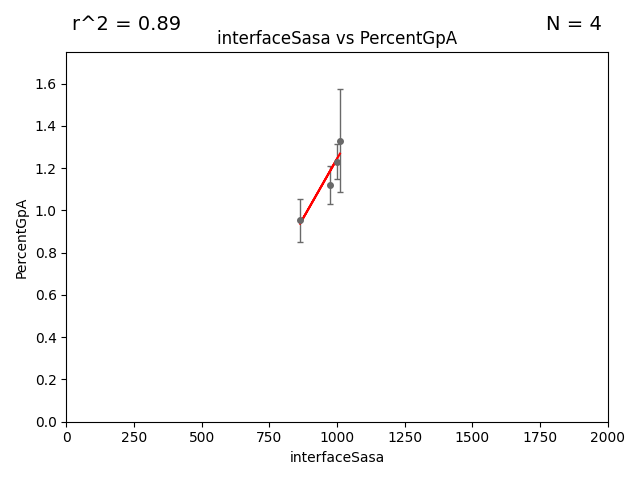 r^2 = 0.89
N = 4
interfaceSasa vs PercentGpA
PercentGpA
1.6
1.4
1.2
1.0
0.8
0.6
0.4
0.2
0.0
0 250 500 750 1000 1250 1500 1750 2000
interfaceSasa